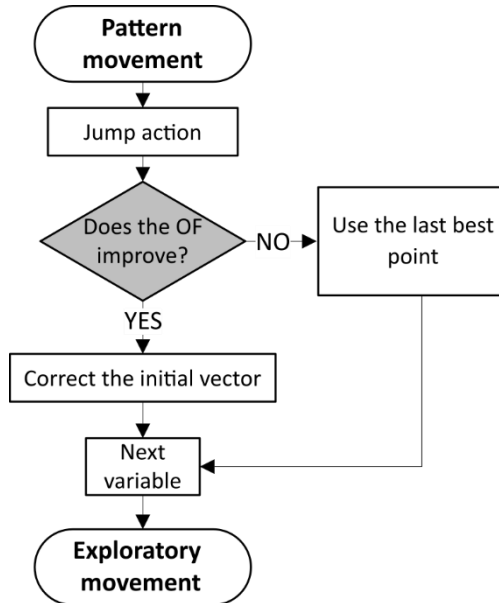 Pattern
movement
Jump action
Does the OF
improve?
NO
Use the last best
point
YES
Correct the initial vector
Next
variable
Exploratory
movement